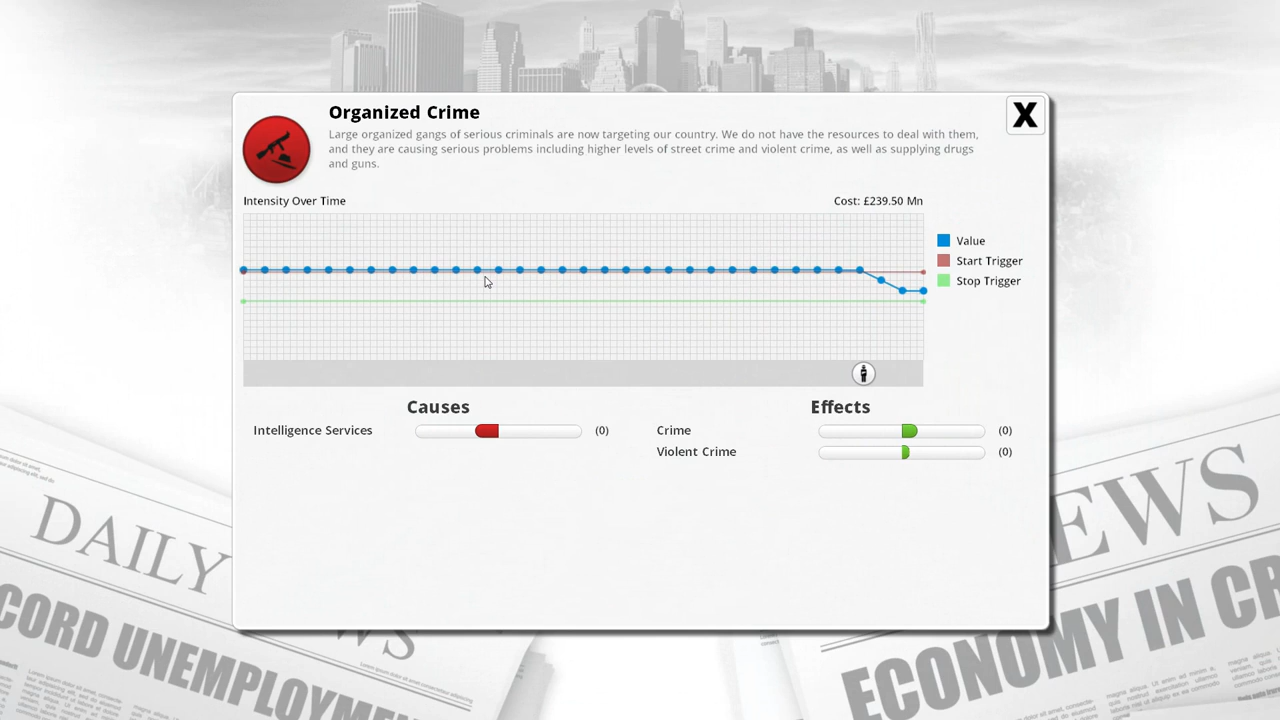 Organized Crime
Large organized gangs of serious criminals are now targeting our country. We do not have the resources to deal with them,
and they are causing serious problems including higher levels of street crime and violent crime, as well as supplying drugs
and guns.
X
Intensity Over Time
Cost: £239.50 Mn
Value
Start Trigger
Stop Trigger
Causes
Effects
Intelligence Services
(0)
Crime
(0)
Violent Crime
(0)
DAILY
NEWS
CORD UNEMPLOYME
ECONOMY IN CR